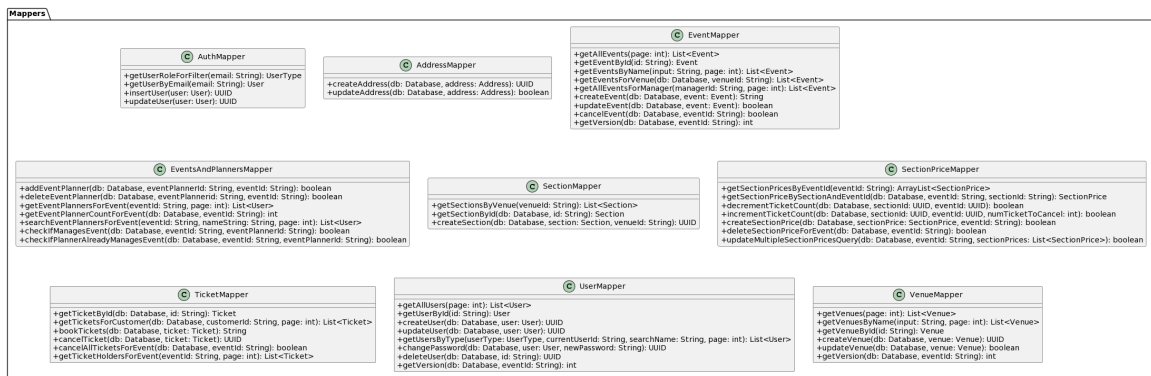 Mappers
C AuthMapper
+getUserRoleForFilter(email: String): UserType
+getUserByEmail(email: String): User
+insertUser(user: User): UUID
+updateUser(user: User): UUID
C AddressMapper
+createAddress(db: Database, address: Address): UUID
+updateAddress(db: Database, address: Address): boolean
C EventMapper
+getAllEvents(page: int): List<Event>
+getEventById(id: String): Event
+getEventsByName(input: String, page: int): List<Event>
+getEventsForVenue(db: Database, venueId: String): List<Event>
+getAllEventsForManager(managerId: String, page: int): List<Event>
+createEvent(db: Database, event: Event): String
+updateEvent(db: Database, event: Event): boolean
+cancelEvent(db: Database, eventId: String): boolean
+getVersion(db: Database, eventId: String): int
C EventsAndPlannersMapper
+addEventPlanner(db: Database, eventPlannerId: String, eventId: String): boolean
+deleteEventPlanner(db: Database, eventPlannerid: String, eventId: String): boolean
+getEventPlannersForEvent(eventId: String, page: int): List<User>
+getEventPlannerCountForEvent(db: Database, eventId: String): int
+searchEventPlannersForEvent(eventId: String, nameString: String, page: int): List<User>
+checkIfManagesEvent(db: Database, eventId: String, eventPlannerId: String): boolean
+checkIfPlannerAlreadyManagesEvent(db: Database, eventId: String, eventPlannerId: String): boolean
C SectionMapper
+getSectionsByVenue(venueId: String): List<Section>
+getSectionById(db: Database, id: String): Section
+createSection(db: Database, section: Section, venueId: String): UUID
C SectionPriceMapper
+getSectionPricesByEventId(eventId: String): ArrayList<SectionPrice>
+getSectionPriceBySectionAndEventId(db: Database, eventId: String, sectionId: String): SectionPrice
+decrementTicketCount(db: Database, sectionId: UUID, eventId: UUID): boolean
+incrementTicketCount(db: Database, sectionId: UUID, eventId: UUID, numTicketToCancel: int): boolean
+createSectionPrice(db: Database, sectionPrice: SectionPrice, eventId: String): boolean
+deleteSectionPriceForEvent(db: Database, eventId: String): boolean
+updateMultipleSectionPricesQuery(db: Database, eventId: String, sectionPrices: List<SectionPrice>): boolean
C TicketMapper
+getTicketById(db: Database, id: String): Ticket
+getTicketsForCustomer(db: Database, customerId: String, page: int): List<Ticket>
+bookTickets(db: Database, ticket: Ticket): String
+cancelTicket(db: Database, ticket: Ticket): UUID
+cancelAllTicketsForEvent(db: Database, eventId: String): boolean
+getTicketHoldersForEvent(eventId: String, page: int): List<Ticket>
C UserMapper
+getAllUsers(page: int): List<User>
+getUserById(id: String): User
+createUser(db: Database, user: User): UUID
+updateUser(db: Database, user: User): UUID
+getUsersByType(userType: UserType, currentUserId: String, searchName: String, page: int): List<User>
+changePassword(db: Database, user: User, newPassword: String): UUID
+deleteUser(db: Database, id: String): UUID
+getVersion(db: Database, eventId: String): int
C VenueMapper
+getVenues(page: int): List<Venue>
+getVenuesByName(input: String, page: int): List<Venue>
+getVenueById(id: String): Venue
+createVenue(db: Database, venue: Venue): UUID
+updateVenue(db: Database, venue: Venue): boolean
+getVersion(db: Database, eventId: String): int